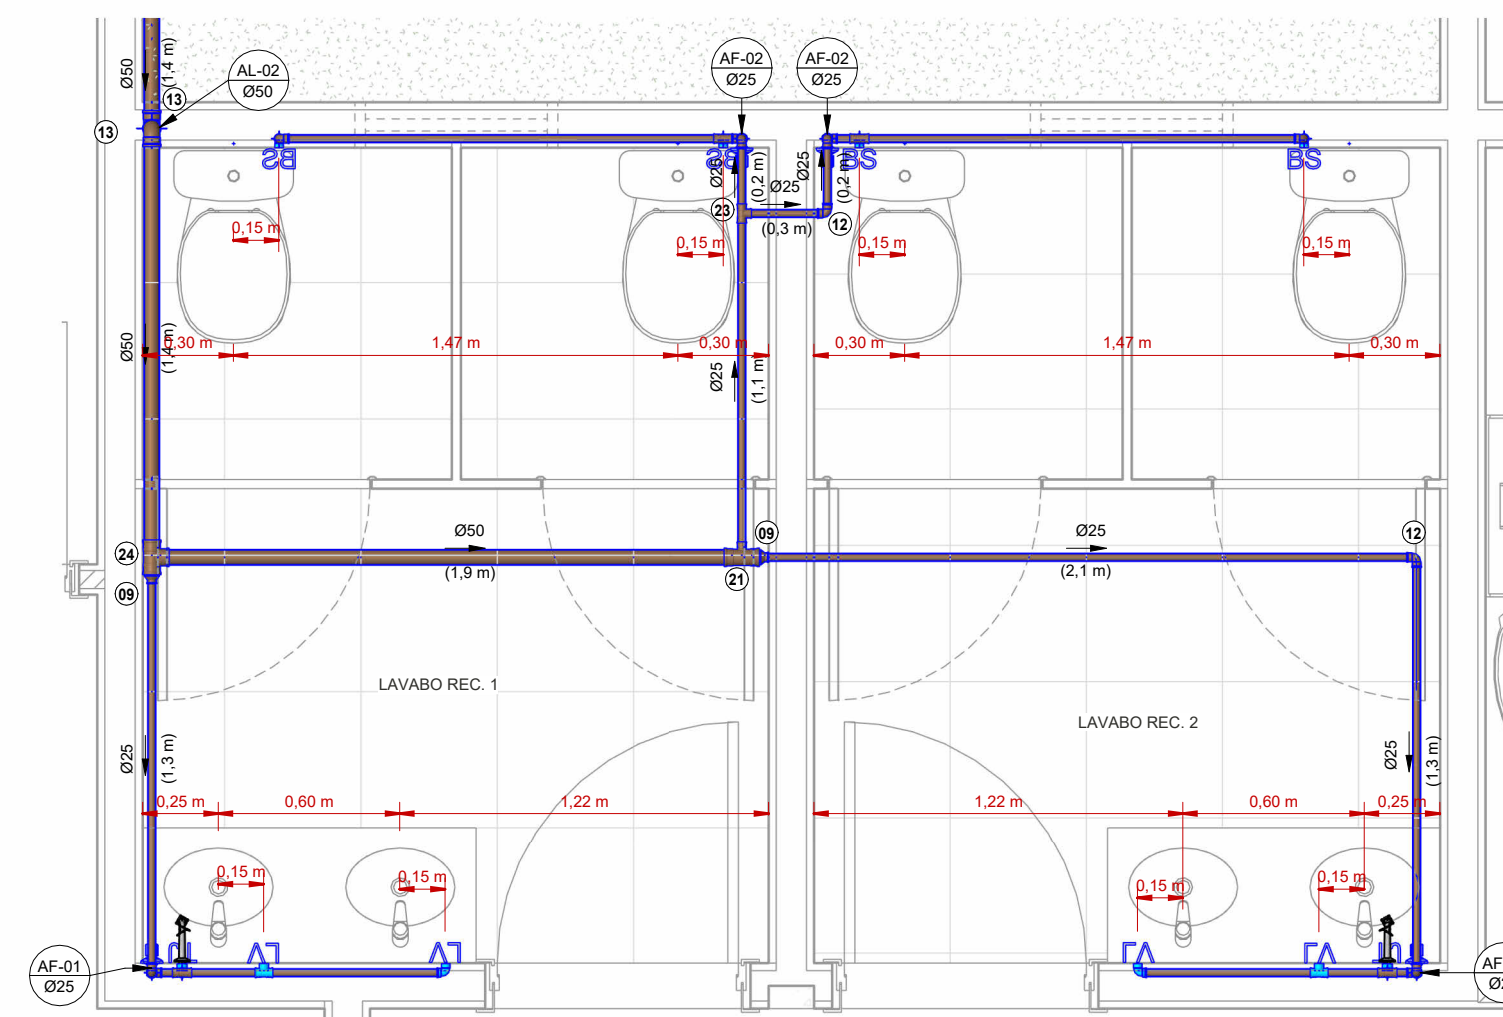 Ø50
(1,4 m)
13
AL-02
Ø50
13
AF-02
Ø25
AF-02
Ø25
BS
BS
BS
BS
Ø25
(0,2 m)
Ø25
Ø25
(0,2 m)
23
12
(0,3 m)
0,15 m
0,15 m
0,15 m
0,15 m
Ø50
(1,4 m)
0,30 m
1,47 m
0,30 m
0,30 m
1,47 m
0,30 m
Ø25
(1,1 m)
24
Ø50
(1,9 m)
09
21
Ø25
(2,1 m)
12
09
LAVABO REC. 1
LAVABO REC. 2
Ø25
(1,3 m)
Ø25
(1,3 m)
0,25 m
0,60 m
1,22 m
1,22 m
0,60 m
0,25 m
0,15 m
0,15 m
0,15 m
0,15 m
LV
LV
LV
LV
AF-01
Ø25
AF